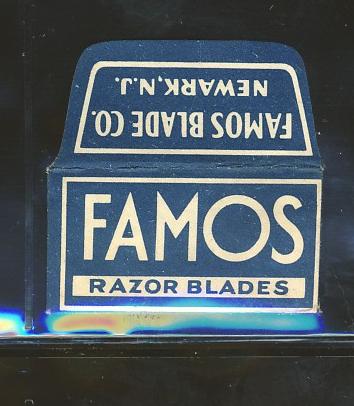 FAMOS BLADE CO.
NEWARK, N.J.
FAMOS
RAZOR BLADES